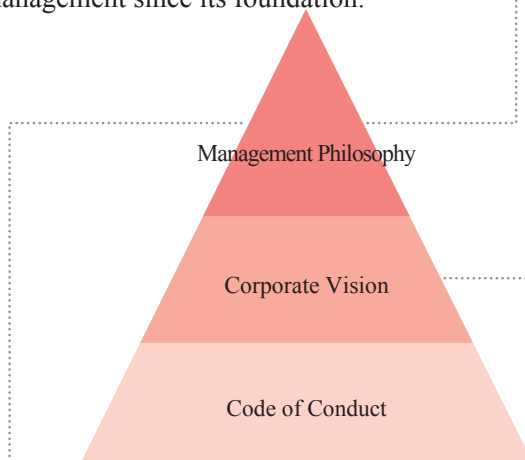 management since its foundation.
Management Philosophy
Corporate Vision
Code of Conduct